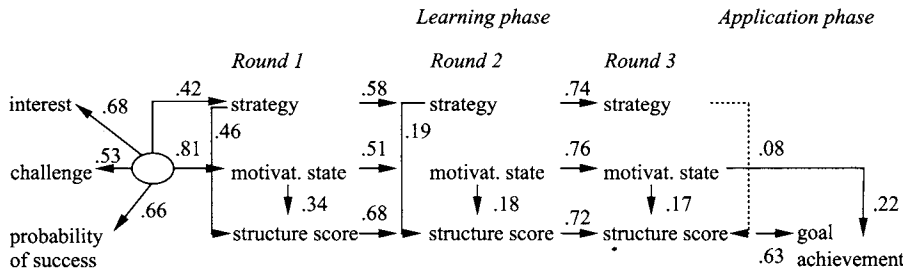 Learning phase Application phase
Round 1 Round 2 Round 3
.42 .58 .74
interest strategy strategy strategy
.68 .46 .19
.53 .81 .51 .76 .08
challenge motivat. state motivat. state motivat. state
.66 .34 .18 .17 .22
.68 .72
probability structure score structure score structure score goal
of success .63 achievement